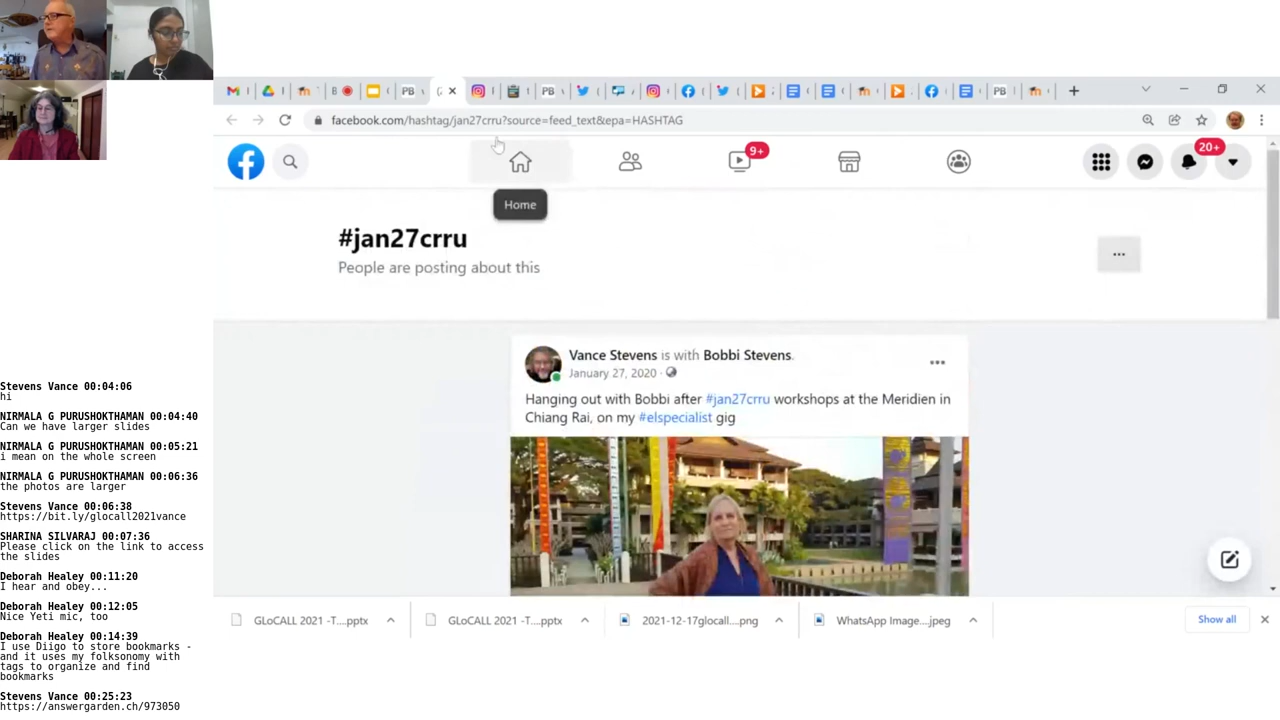 facebook.com/hashtag/jan27crru?source=feed_text&epa=HASHTAG
PB
PB
PB
9+
20+
Home
#jan27crru
People are posting about this
Vance Stevens is with Bobbi Stevens.
January 27, 2020 ·
Hanging out with Bobbi after #jan27crru workshops at the Meridien in
Chiang Rai, on my #elspecialist gig
GLoCALL 2021 -T....pptx
GLoCALL 2021 -T....pptx
2021-12-17glocall....png
WhatsApp Image....jpeg
Show all
Stevens Vance 00:04:06
hi
NIRMALA G PURUSHOKTHAMAN 00:04:40
Can we have larger slides
NIRMALA G PURUSHOKTHAMAN 00:05:21
i mean on the whole screen
NIRMALA G PURUSHOKTHAMAN 00:06:36
the photos are larger
Stevens Vance 00:06:38
https://bit.ly/glocall2021vance
SHARINA SILVARAJ 00:07:36
Please click on the link to access
the slides
Deborah Healey 00:11:20
I hear and obey...
Deborah Healey 00:12:05
Nice Yeti mic, too
Deborah Healey 00:14:39
I use Diigo to store bookmarks -
and it uses my folksonomy with
tags to organize and find
bookmarks
Stevens Vance 00:25:23
https://answergarden.ch/973050